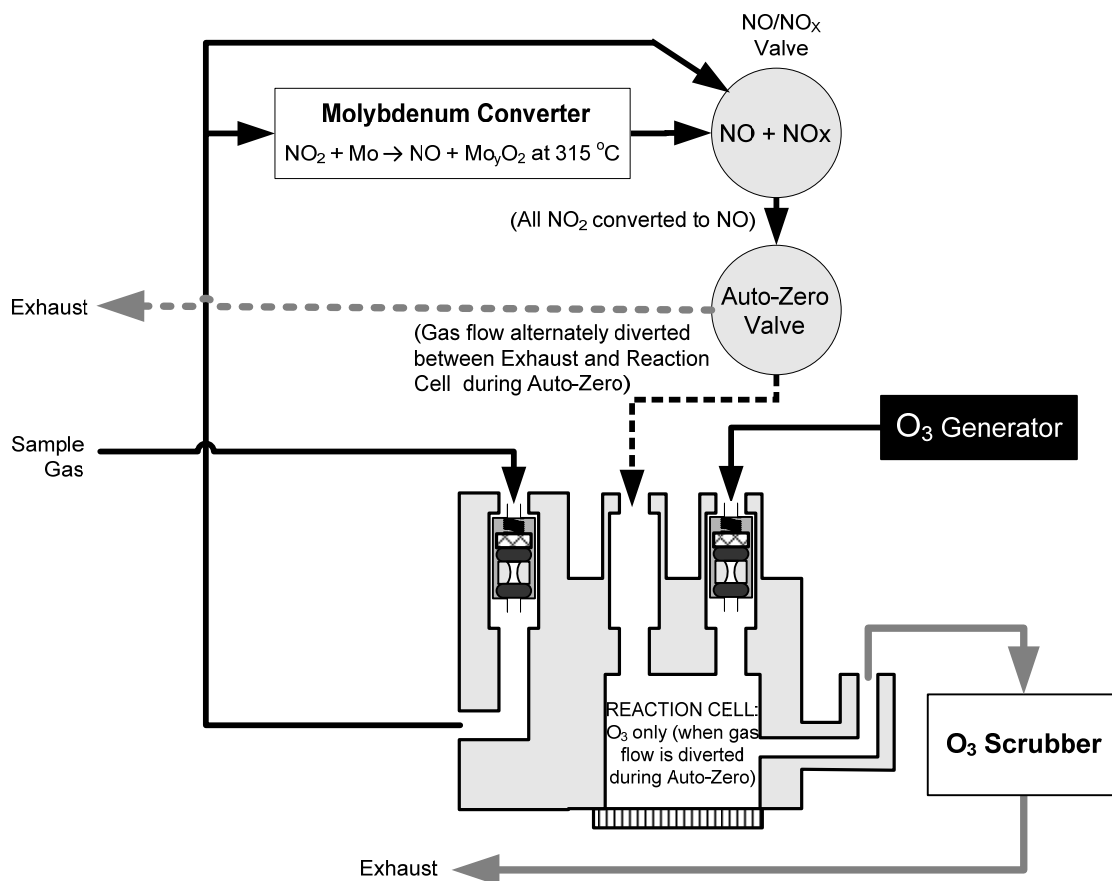 NO/NOX
Valve
Molybdenum Converter
NO2 + Mo → NO + MoyO2 at 315 oC
NO + NOx
(All NO2 converted to NO)
Exhaust
Auto-Zero
Valve
(Gas flow alternately diverted
between Exhaust and Reaction
Cell during Auto-Zero)
O3 Generator
Sample
Gas
REACTION CELL:
O3 only (when gas
flow is diverted
during Auto-Zero)
O3 Scrubber
Exhaust